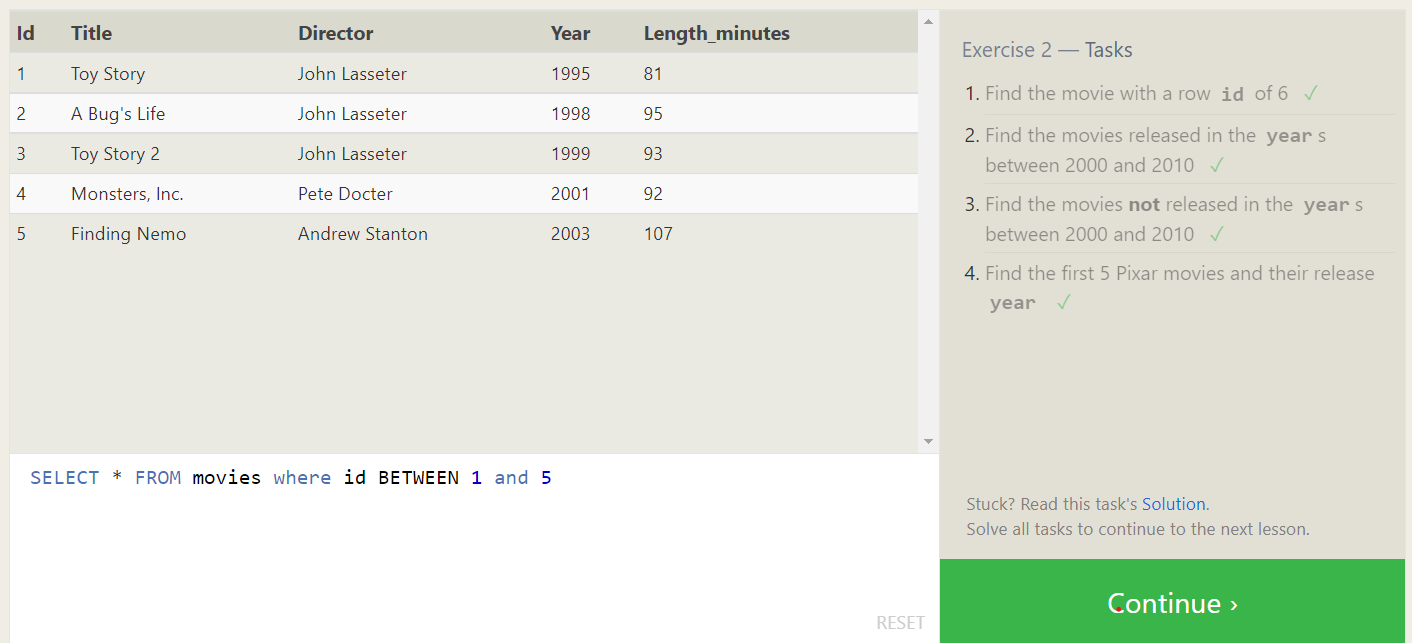 Id Title Director Year Length_minutes
1 Toy Story John Lasseter 1995 81
2 A Bug's Life John Lasseter 1998 95
3 Toy Story 2 John Lasseter 1999 93
4 Monsters, Inc. Pete Docter 2001 92
5 Finding Nemo Andrew Stanton 2003 107
SELECT * FROM movies where id BETWEEN 1 and 5
RESET
Exercise 2 — Tasks
1. Find the movie with a row id of 6 ✓
2. Find the movies released in the year s
between 2000 and 2010 ✓
3. Find the movies not released in the year s
between 2000 and 2010 ✓
4. Find the first 5 Pixar movies and their release
year ✓
Stuck? Read this task's Solution.
Solve all tasks to continue to the next lesson.
Continue ›